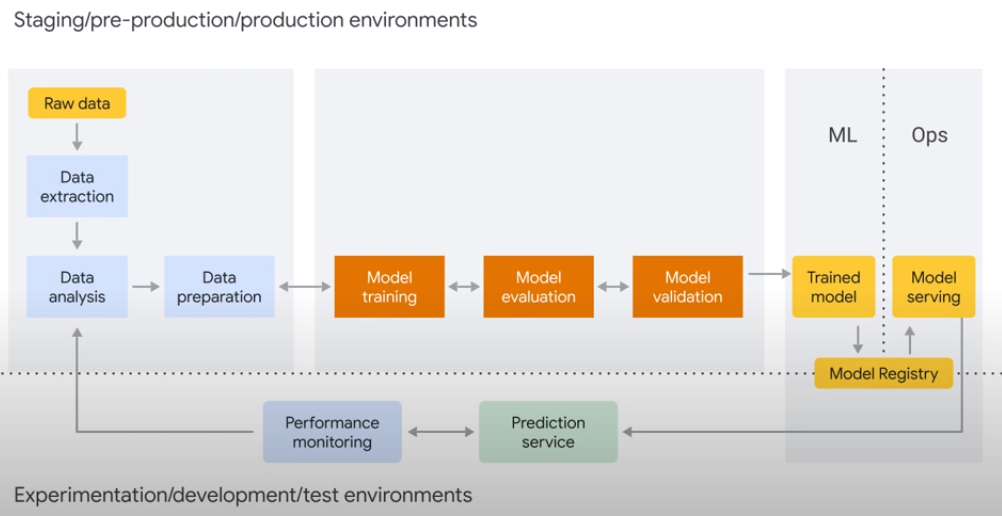 Staging/pre-production/production environments
Raw data
Data
extraction
Data
analysis
Data
preparation
Model
training
Model
evaluation
Model
validation
ML
Ops
Trained
model
Model
serving
Model Registry
Performance
monitoring
Prediction
service
Experimentation/development/test environments